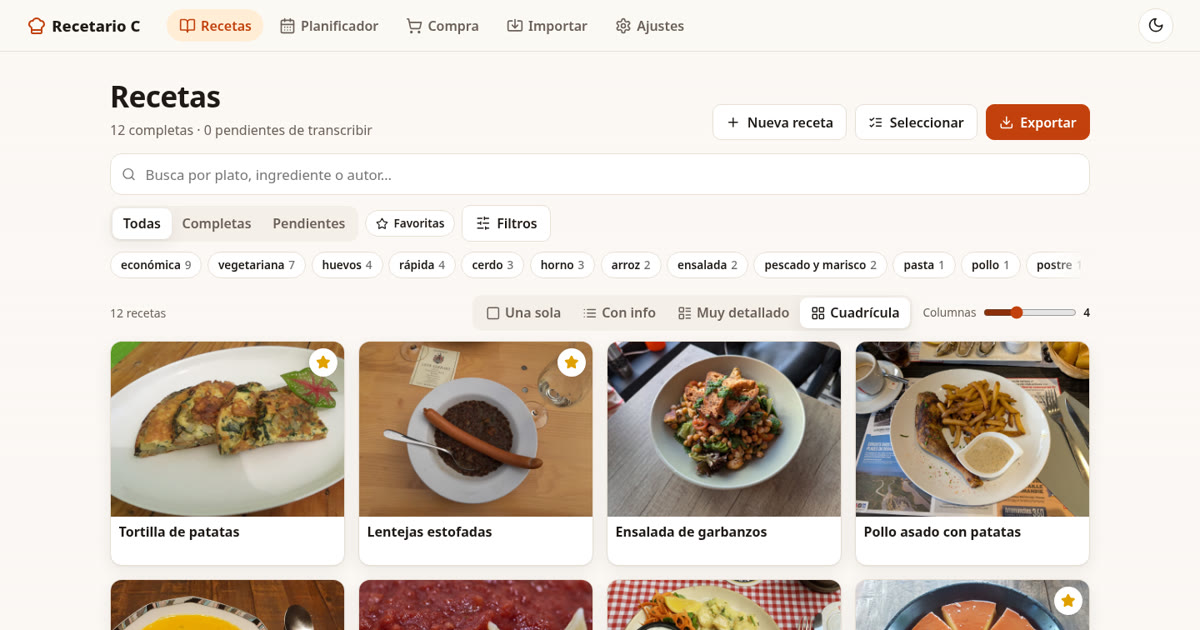 Recetario C
Recetas
Planificador
Compra
Importar
Ajustes
Recetas
12 completas · 0 pendientes de transcribir
Nueva receta
Seleccionar
Exportar
Busca por plato, ingrediente o autor...
Todas
Completas
Pendientes
Favoritas
Filtros
económica 9
vegetariana 7
huevos 4
rápida 4
cerdo 3
horno 3
arroz 2
ensalada 2
pescado y marisco 2
pasta 1
pollo 1
postre 1
12 recetas
Una sola
Con info
Muy detallado
Cuadrícula
Columnas
4
Tortilla de patatas
Lentejas estofadas
Ensalada de garbanzos
Pollo asado con patatas